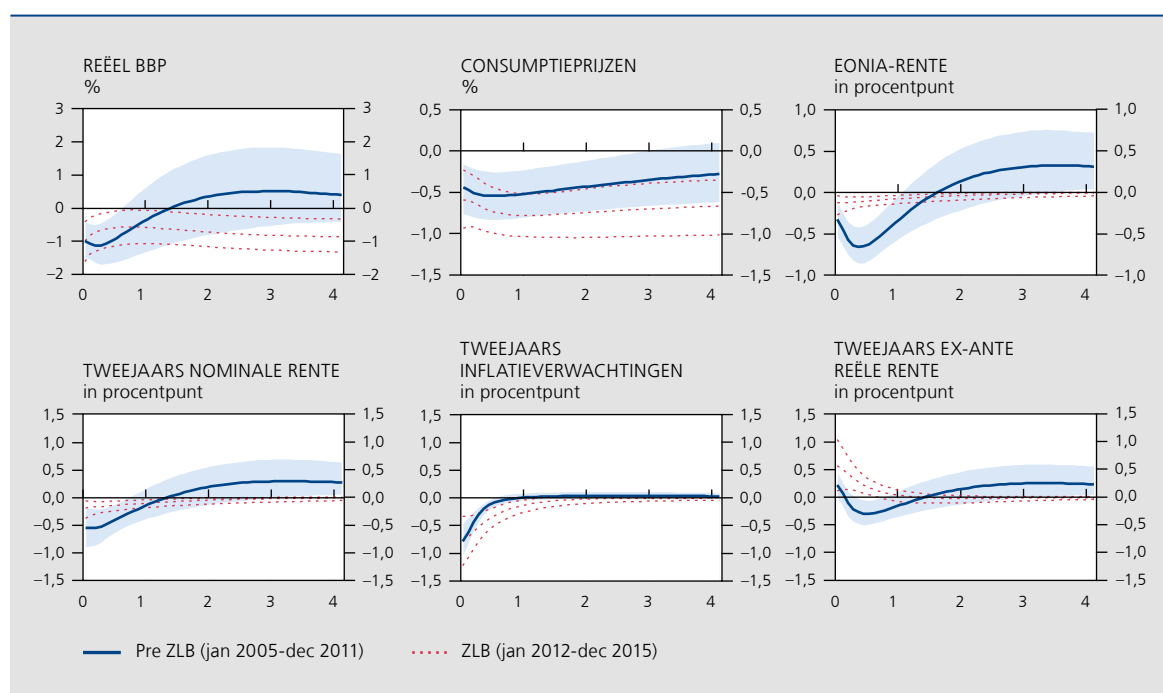 REËEL BBP
%
3 3
2 2
1 1
0 0
–1 –1
–2 –2
0 1 2 3 4
CONSUMPTIEPRIJZEN
%
0,5 0,5
0,0 0,0
–0,5 –0,5
–1,0 –1,0
–1,5 –1,5
0 1 2 3 4
EONIA-RENTE
in procentpunt
1,0 1,0
0,5 0,5
0,0 0,0
–0,5 –0,5
–1,0 –1,0
0 1 2 3 4
TWEEJAARS NOMINALE RENTE
in procentpunt
1,5 1,5
1,0 1,0
0,5 0,5
0,0 0,0
–0,5 –0,5
–1,0 –1,0
–1,5 –1,5
0 1 2 3 4
TWEEJAARS
INFLATIEVERWACHTINGEN
in procentpunt
1,5 1,5
1,0 1,0
0,5 0,5
0,0 0,0
–0,5 –0,5
–1,0 –1,0
–1,5 –1,5
0 1 2 3 4
TWEEJAARS EX-ANTE
REËLE RENTE
in procentpunt
1,5 1,5
1,0 1,0
0,5 0,5
0,0 0,0
–0,5 –0,5
–1,0 –1,0
–1,5 –1,5
0 1 2 3 4
Pre ZLB (jan 2005-dec 2011) ZLB (jan 2012-dec 2015)